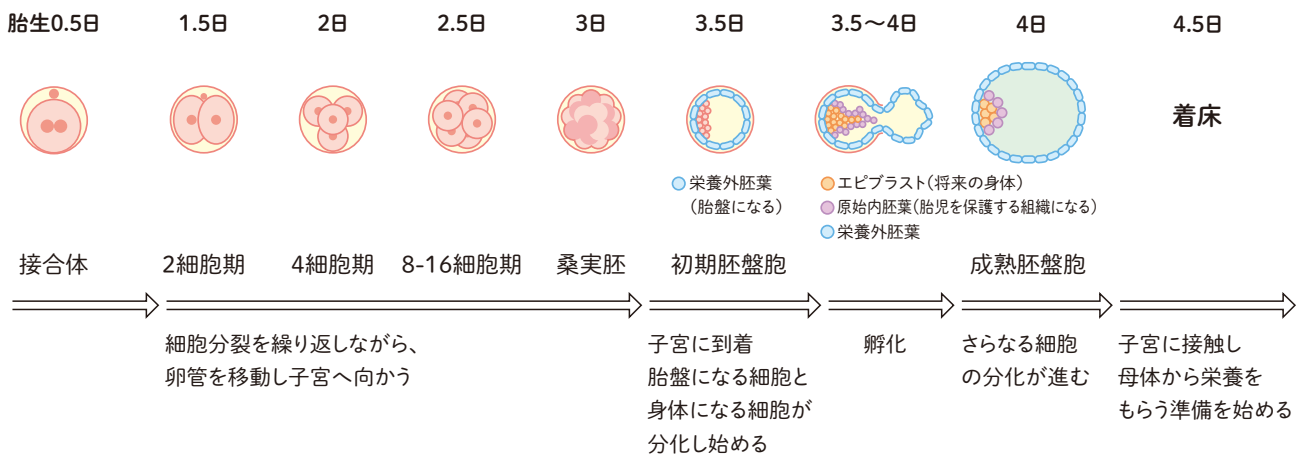 胎生0.5日
1.5日
2日
2.5日
3日
3.5日
3.5〜4日
4日
4.5日
着床
栄養外胚葉
(胎盤になる)
エピブラスト(将来の身体)
原始内胚葉(胎児を保護する組織になる)
栄養外胚葉
接合体
2細胞期
4細胞期
8-16細胞期
桑実胚
初期胚盤胞
成熟胚盤胞
細胞分裂を繰り返しながら、
卵管を移動し子宮へ向かう
子宮に到着
胎盤になる細胞と
身体になる細胞が
分化し始める
孵化
さらなる細胞
の分化が進む
子宮に接触し
母体から栄養を
もらう準備を始める